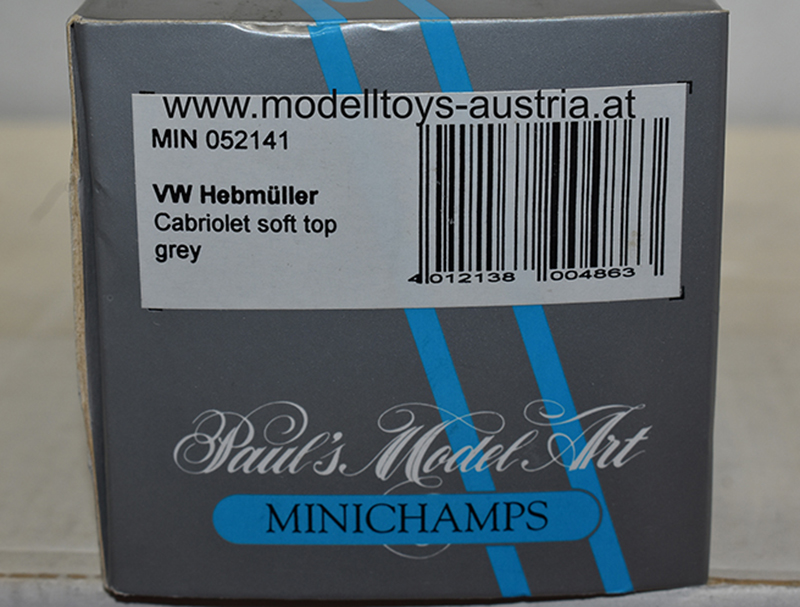 www.modelltoys-austria.at
MIN 052141
VW Hebmüller
Cabriolet soft top
grey
4 012138 004863
Paul's Model Art
MINICHAMPS